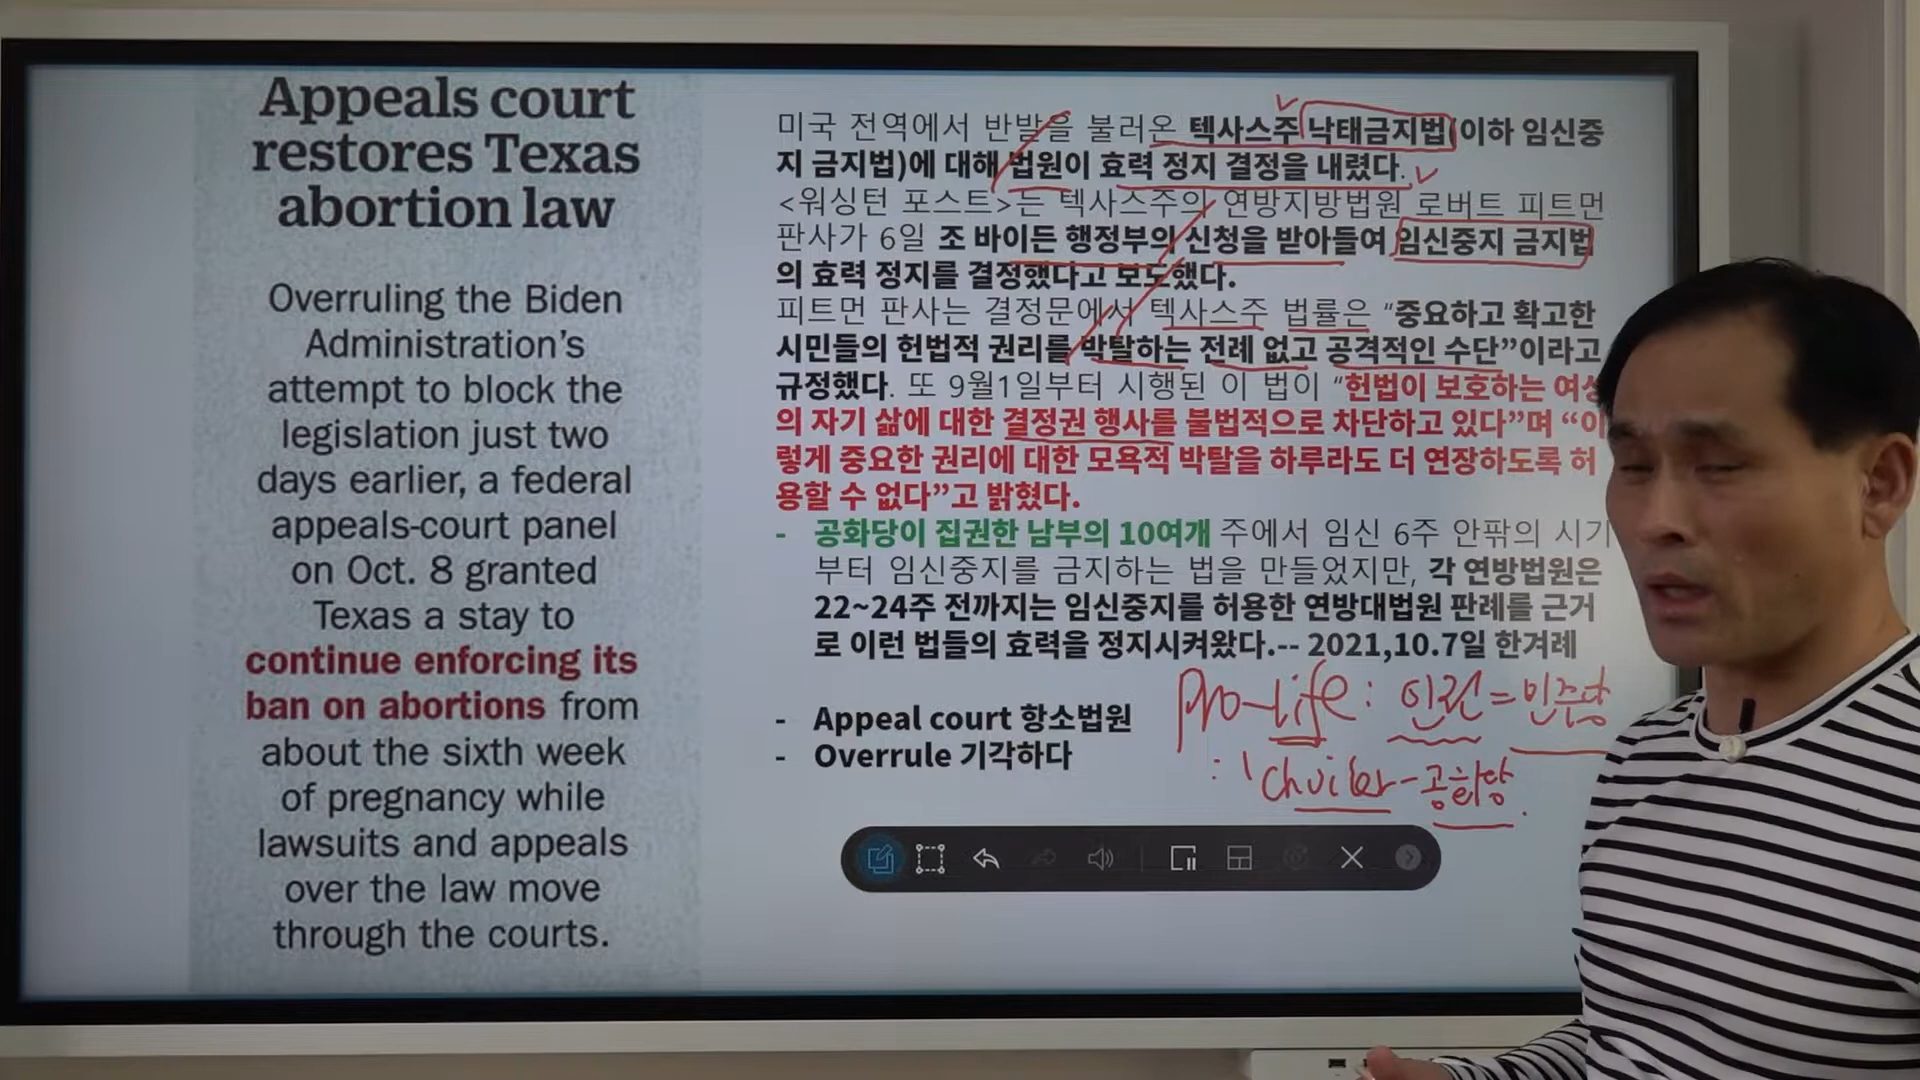 Appeals court
restores Texas
abortion law
Overruling the Biden
Administration's
attempt to block the
legislation just two
days earlier, a federal
appeals-court panel
on Oct. 8 granted
Texas a stay to
continue enforcing its
ban on abortions from
about the sixth week
of pregnancy while
lawsuits and appeals
over the law move
through the courts.
미국 전역에서 반발을 불러온 텍사스주 낙태금지법(이하 임신중
지 금지법)에 대해 법원이 효력 정지 결정을 내렸다.
<워싱턴 포스트>는 텍사스주의 연방지방법원 로버트 피트먼
판사가 6일 조 바이든 행정부의 신청을 받아들여 임신중지 금지법
의 효력 정지를 결정했다고 보도했다.
피트먼 판사는 결정문에서 텍사스주 법률은 “중요하고 확고한
시민들의 헌법적 권리를 박탈하는 전례 없고 공격적인 수단”이라고
규정했다. 또 9월1일부터 시행된 이 법이 “헌법이 보호하는 여성
의 자기 삶에 대한 결정권 행사를 불법적으로 차단하고 있다”며 “이
렇게 중요한 권리에 대한 모욕적 박탈을 하루라도 더 연장하도록 허
용할 수 없다”고 밝혔다.
- 공화당이 집권한 남부의 10여개 주에서 임신 6주 안팎의 시기
부터 임신중지를 금지하는 법을 만들었지만, 각 연방법원은
22~24주 전까지는 임신중지를 허용한 연방대법원 판례를 근거
로 이런 법들의 효력을 정지시켜왔다.-- 2021,10.7일 한겨레
- Appeal court 항소법원
- Overrule 기각하다
pro-life : 인권 = 민주당
- 공화당